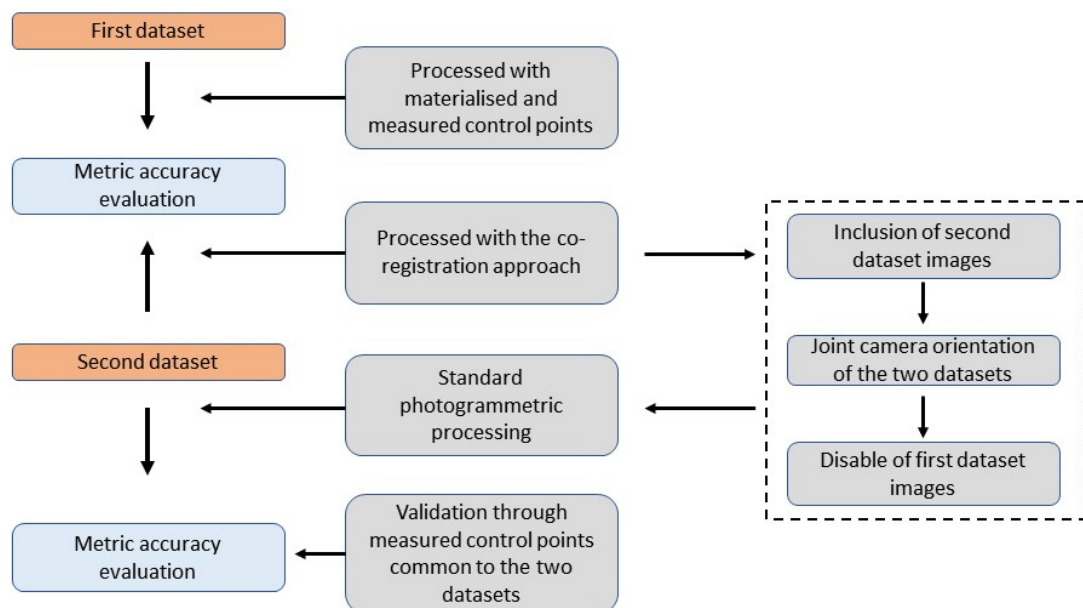 First dataset
Processed with
materialised and
measured control points
Metric accuracy
evaluation
Processed with the co-
registration approach
Inclusion of second
dataset images
Joint camera orientation
of the two datasets
Disable of first dataset
images
Second dataset
Standard
photogrammetric
processing
Validation through
measured control points
common to the two
datasets
Metric accuracy
evaluation